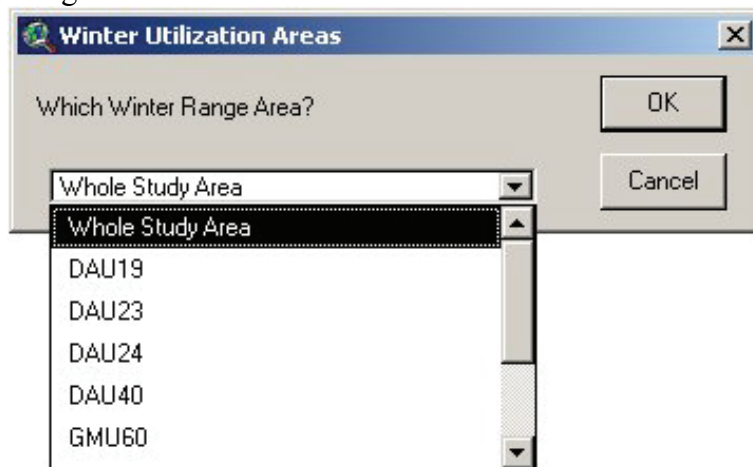 Winter Utilization Areas
Which Winter Range Area?
OK
Cancel
Whole Study Area
Whole Study Area
DAU19
DAU23
DAU24
DAU40
GMU60